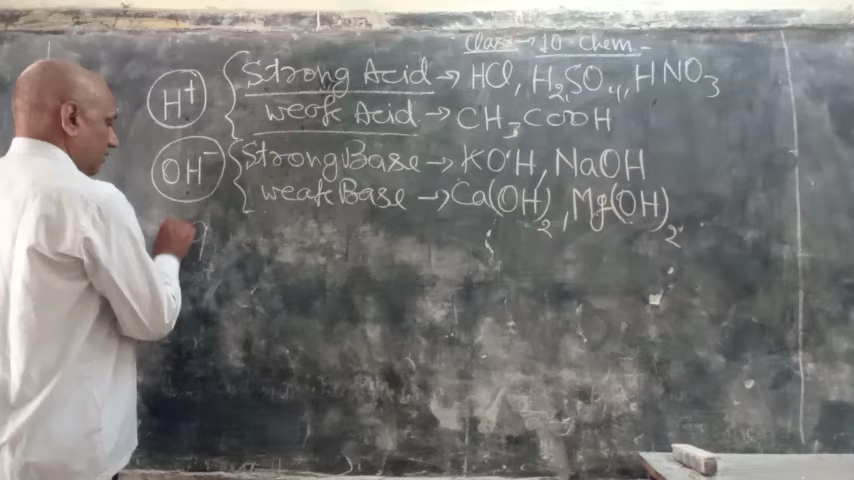 Class → 10 Chem.
H⁺ Strong Acid → HCl, H₂SO₄, HNO₃
weak Acid → CH₃COOH
OH⁻ Strong Base → KOH, NaOH
weak Base → Ca(OH)₂, Mg(OH)₂